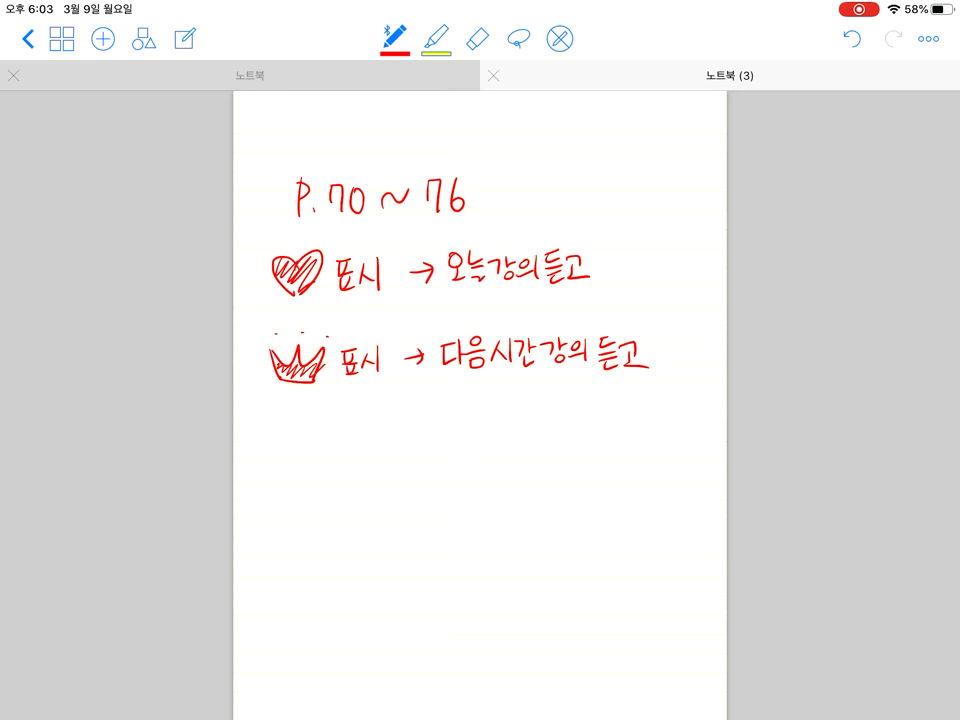 오후 6:03 3월 9일 월요일 58%
노트북 노트북 (3)
P.70 ~ 76
표시 → 오늘강의듣고
표시 → 다음시간강의 듣고